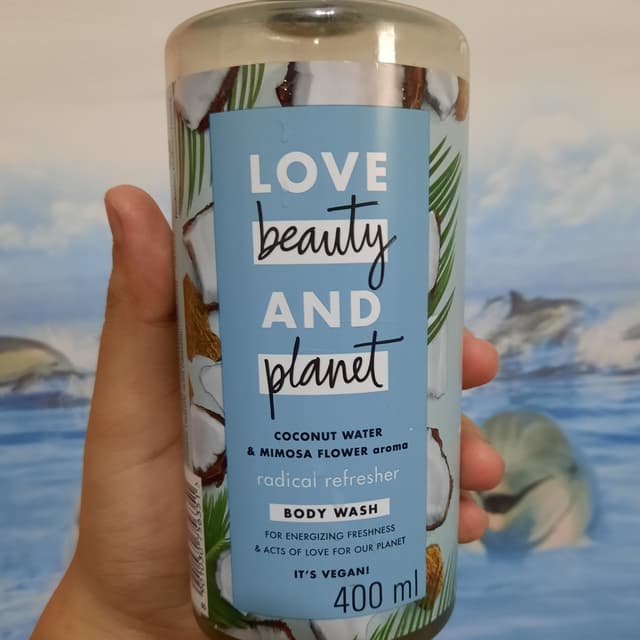 LOVE
beauty
AND
planet
COCONUT WATER
& MIMOSA FLOWER aroma
radical refresher
BODY WASH
FOR ENERGIZING FRESHNESS
& ACTS OF LOVE FOR OUR PLANET
IT'S VEGAN!
400 ml